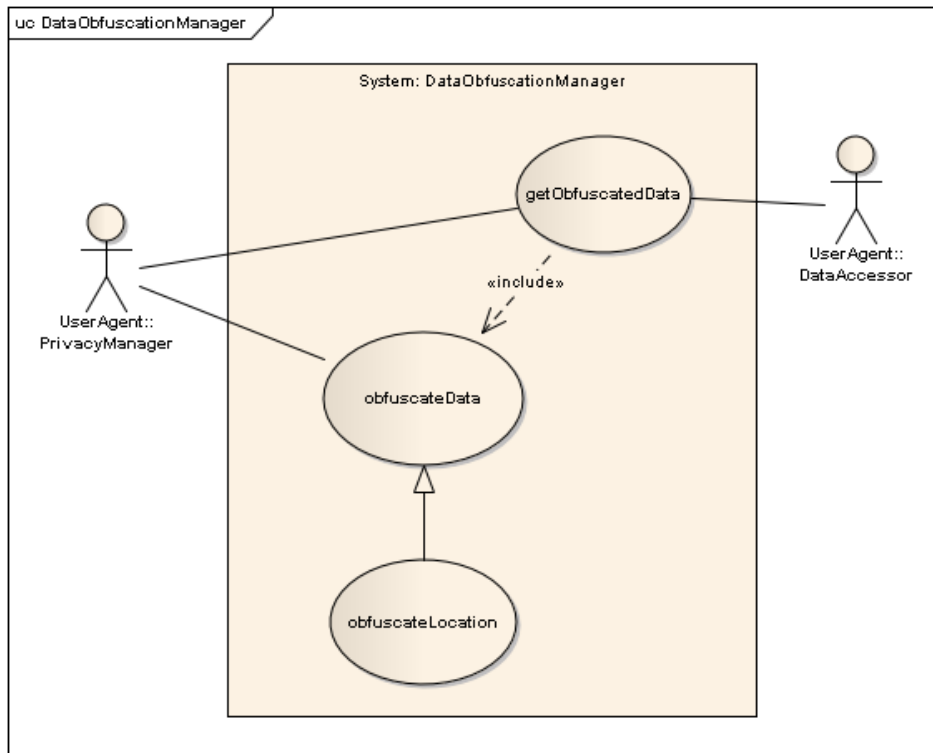 uc DataObfuscationManager
System: DataObfuscationManager
getObfuscatedData
UserAgent::
DataAccessor
«include»
UserAgent::
PrivacyManager
obfuscateData
obfuscateLocation